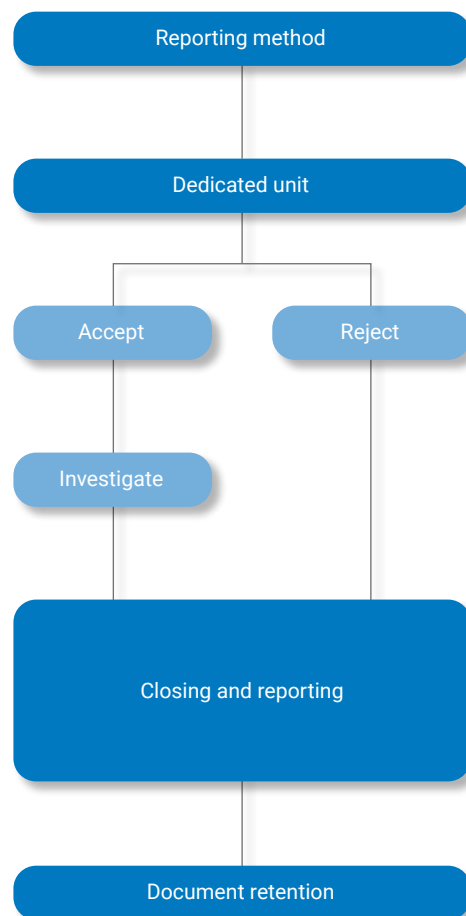 Reporting method
Dedicated unit
Accept
Reject
Investigate
Closing and reporting
Document retention